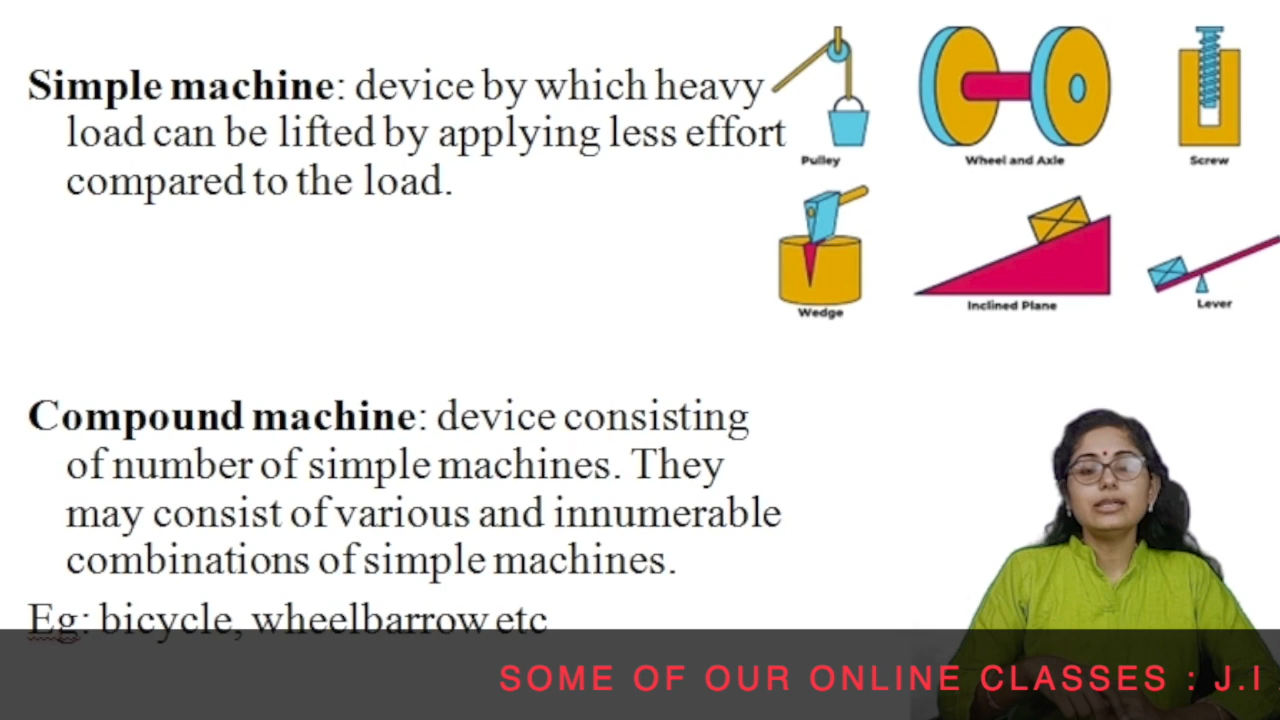 Simple machine: device by which heavy
load can be lifted by applying less effort
compared to the load.
Pulley
Wheel and Axle
Screw
Wedge
Inclined Plane
Lever
Compound machine: device consisting
of number of simple machines. They
may consist of various and innumerable
combinations of simple machines.
Eg: bicycle, wheelbarrow etc
SOME OF OUR ONLINE CLASSES : J.I